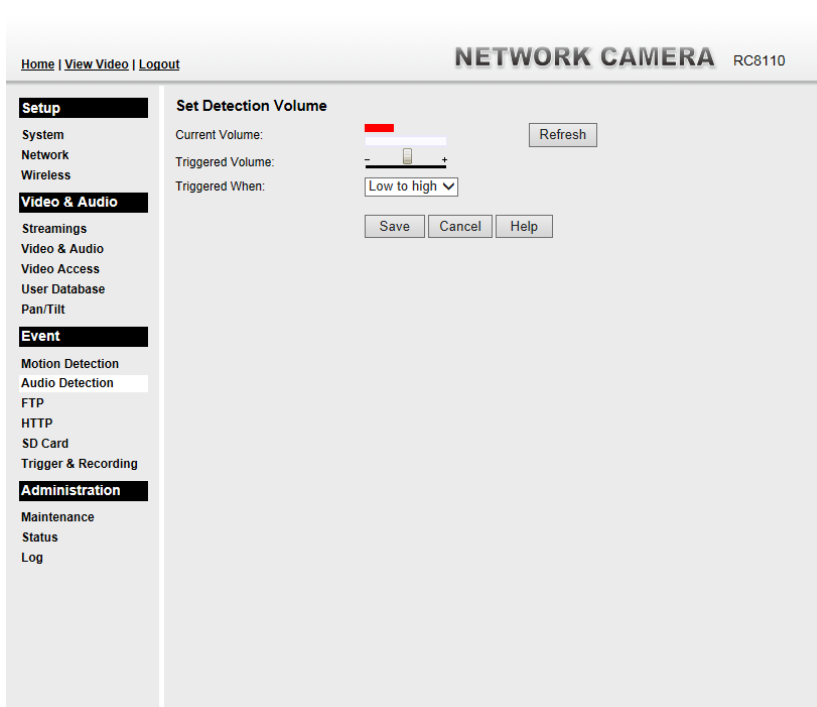 Home | View Video | Logout
NETWORK CAMERA RC8110
Setup
System
Network
Wireless
Video & Audio
Streamings
Video & Audio
Video Access
User Database
Pan/Tilt
Event
Motion Detection
Audio Detection
FTP
HTTP
SD Card
Trigger & Recording
Administration
Maintenance
Status
Log
Set Detection Volume
Current Volume:
Refresh
Triggered Volume:
- +
Triggered When:
Low to high
Save Cancel Help